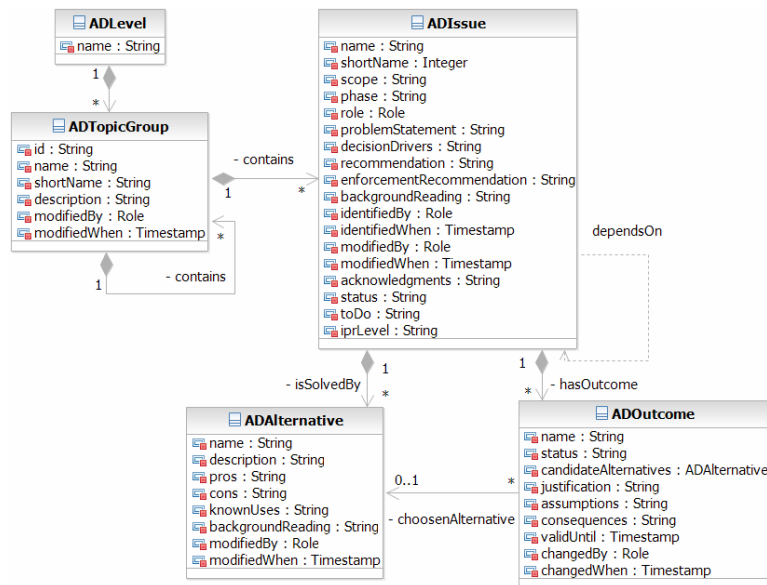 ADLevel
name : String
1
*
ADTopicGroup
id : String
name : String
shortName : String
description : String
modifiedBy : Role
modifiedWhen : Timestamp
- contains
1
*
*
1
- contains
ADIssue
name : String
shortName : Integer
scope : String
phase : String
role : Role
problemStatement : String
decisionDrivers : String
recommendation : String
enforcementRecommendation : String
backgroundReading : String
identifiedBy : Role
identifiedWhen : Timestamp
modifiedBy : Role
modifiedWhen : Timestamp
acknowledgments : String
status : String
toDo : String
iprLevel : String
dependsOn
1
- isSolvedBy
*
1
- hasOutcome
*
ADAlternative
name : String
description : String
pros : String
cons : String
knownUses : String
backgroundReading : String
modifiedBy : Role
modifiedWhen : Timestamp
0..1
*
- choosenAlternative
ADOutcome
name : String
status : String
candidateAlternatives : ADAlternative
justification : String
assumptions : String
consequences : String
validUntil : Timestamp
changedBy : Role
changedWhen : Timestamp